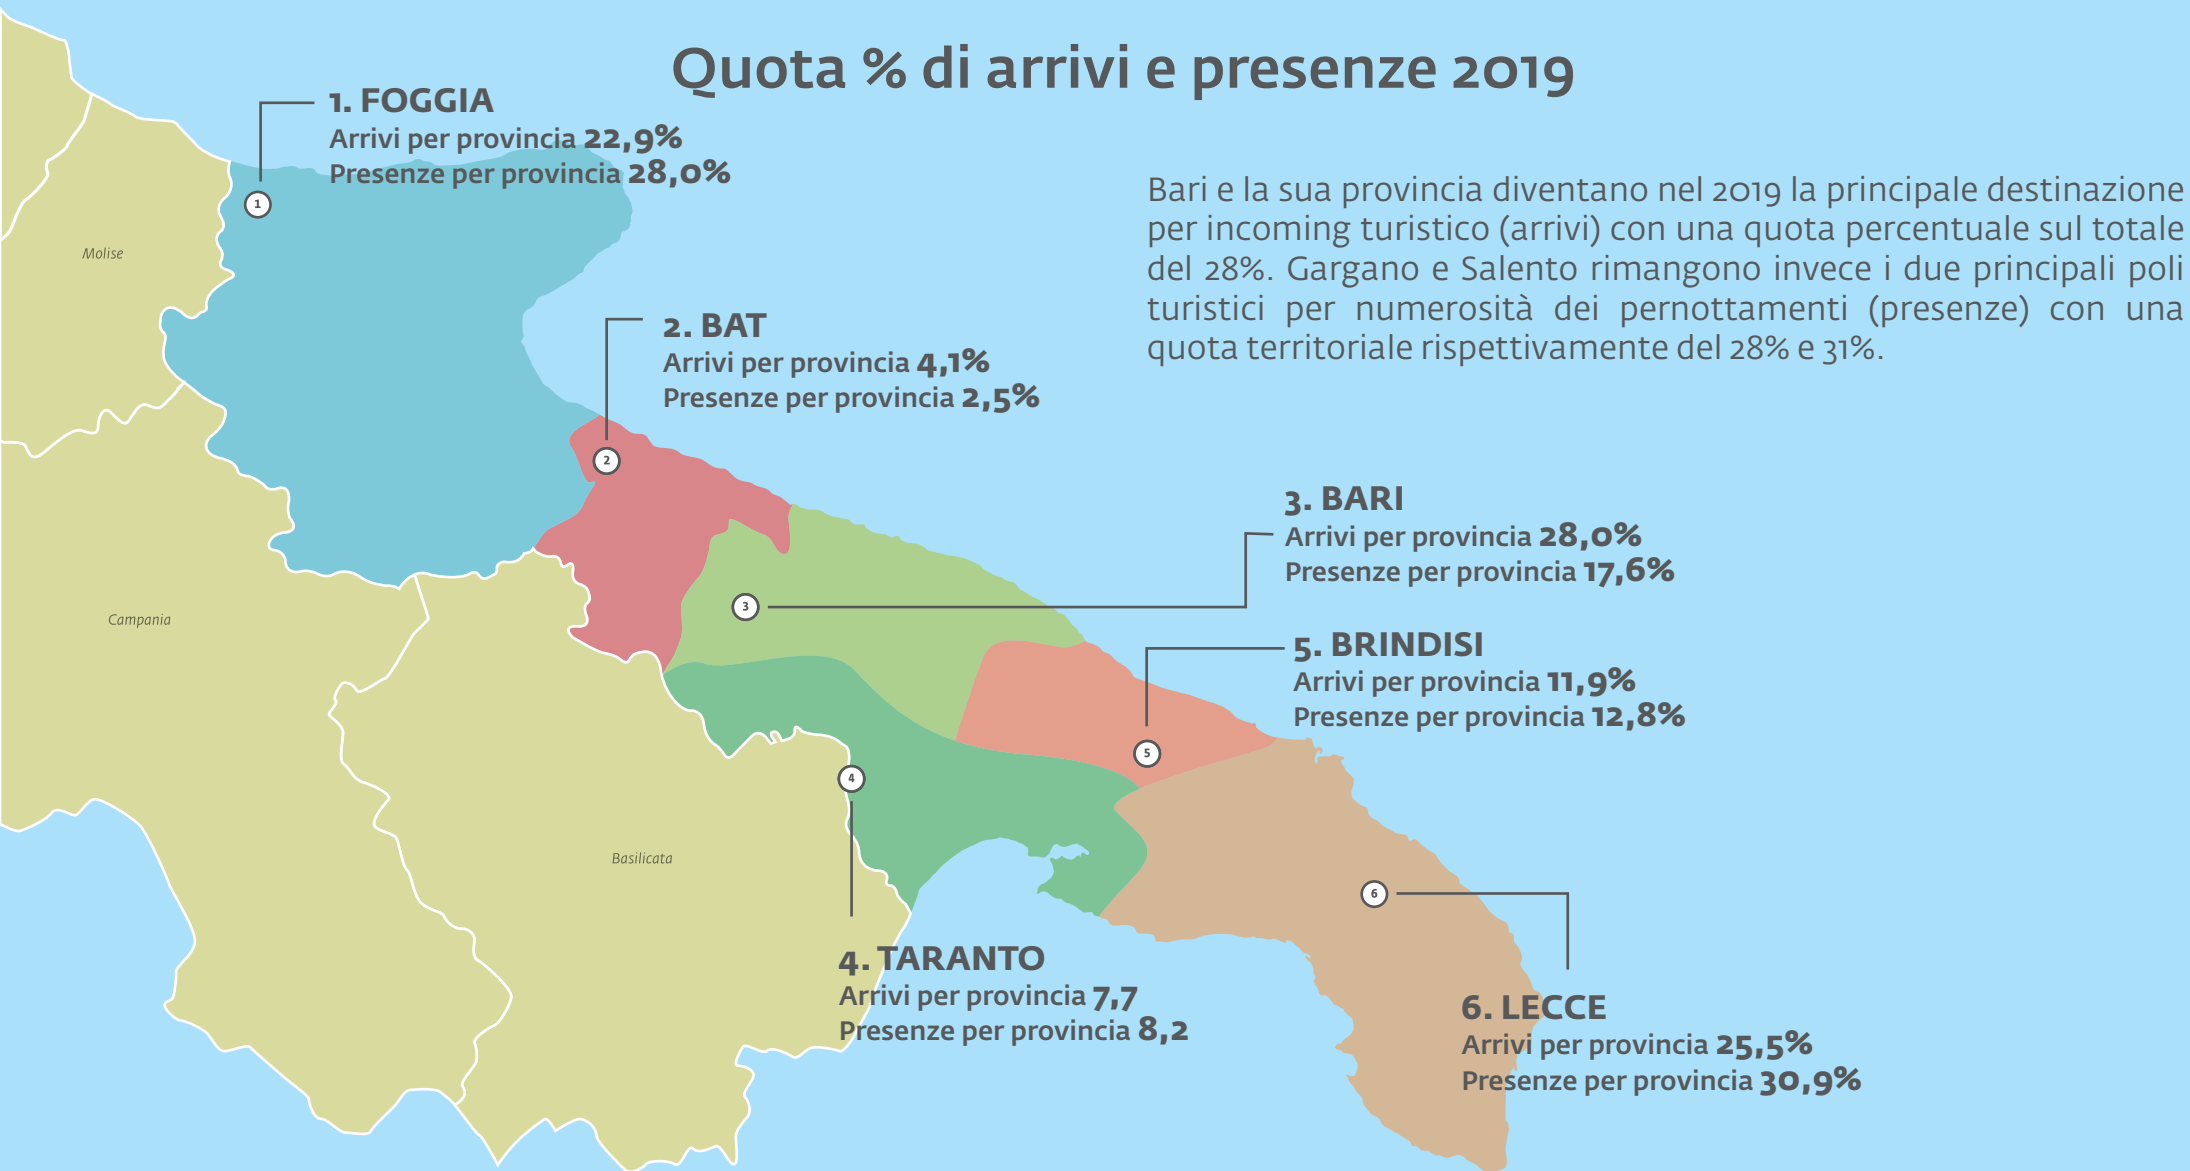 Quota % di arrivi e presenze 2019
1. FOGGIA
Arrivi per provincia 22,9%
Presenze per provincia 28,0%
1
Molise
Bari e la sua provincia diventano nel 2019 la principale destinazione
per incoming turistico (arrivi) con una quota percentuale sul totale
del 28%. Gargano e Salento rimangono invece i due principali poli
turistici per numerosità dei pernottamenti (presenze) con una
quota territoriale rispettivamente del 28% e 31%.
2. BAT
Arrivi per provincia 4,1%
Presenze per provincia 2,5%
2
3. BARI
Arrivi per provincia 28,0%
Presenze per provincia 17,6%
3
Campania
5. BRINDISI
Arrivi per provincia 11,9%
Presenze per provincia 12,8%
5
4
Basilicata
6
4. TARANTO
Arrivi per provincia 7,7
Presenze per provincia 8,2
6. LECCE
Arrivi per provincia 25,5%
Presenze per provincia 30,9%